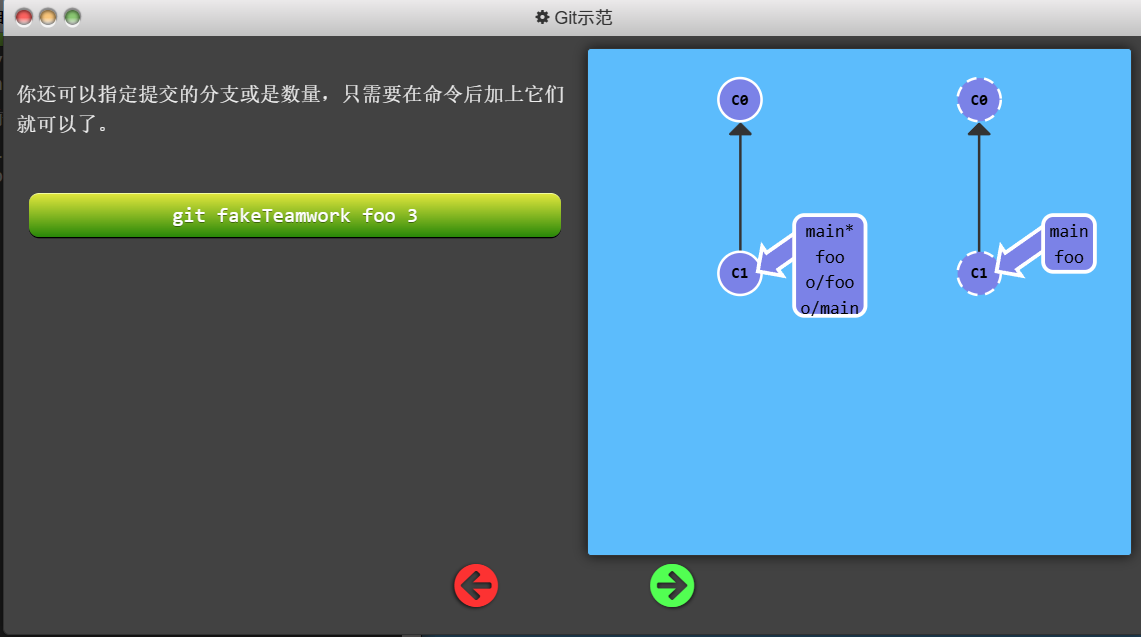 Git示范
你还可以指定提交的分支或是数量，只需要在命令后加上它们
就可以了。
git fakeTeamwork foo 3
C0
C0
C1
main*
foo
o/foo
o/main
C1
main
foo